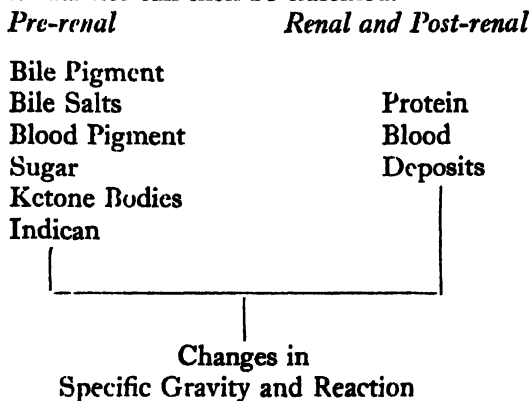 Pre-renal Renal and Post-renal
Bile Pigment
Bile Salts Protein
Blood Pigment Blood
Sugar Deposits
Ketone Bodies
Indican
Changes in
Specific Gravity and Reaction